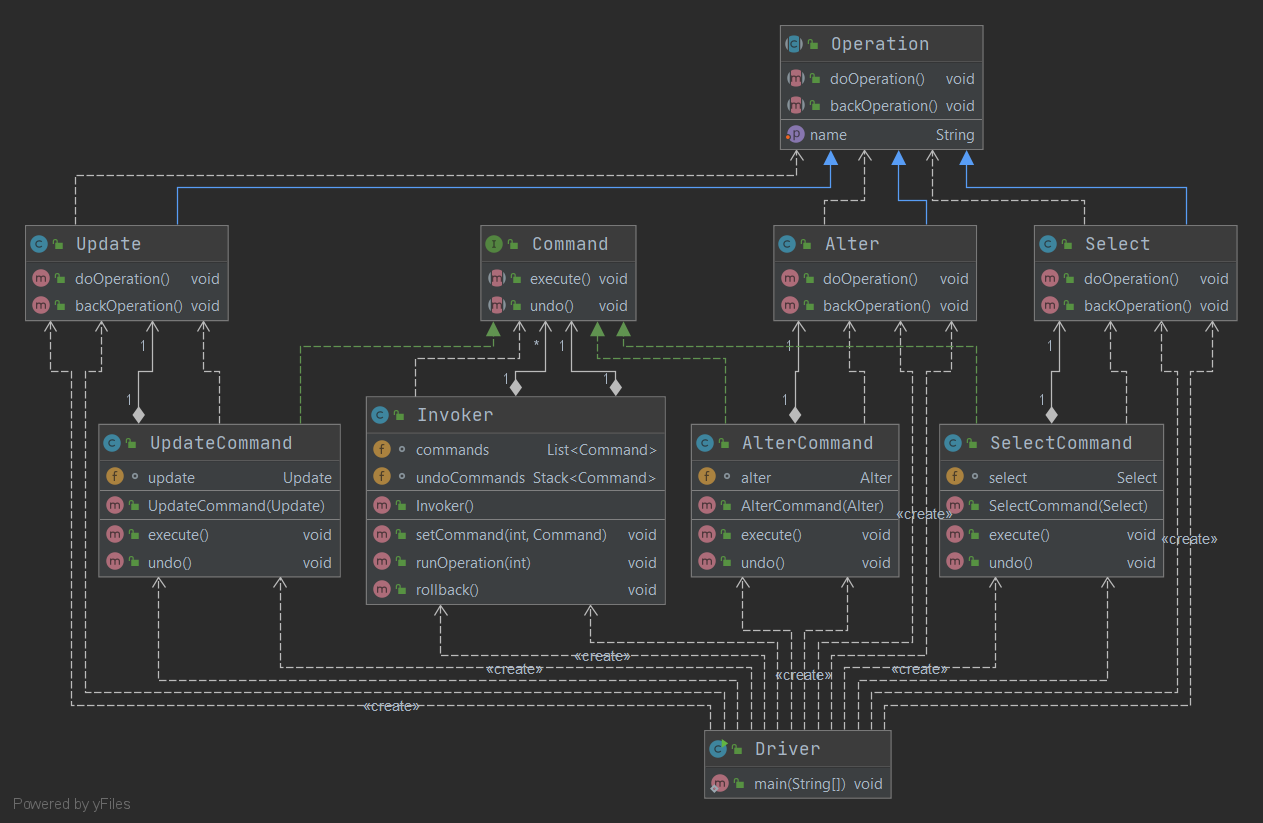 Operation
doOperation() void
backOperation() void
name String
Update
doOperation() void
backOperation() void
Command
execute() void
undo() void
Alter
doOperation() void
backOperation() void
Select
doOperation() void
backOperation() void
1
*
1
1
1
1
1
1
1
1
UpdateCommand
update Update
UpdateCommand(Update)
execute() void
undo() void
Invoker
commands List<Command>
undoCommands Stack<Command>
Invoker()
setCommand(int, Command) void
runOperation(int) void
rollback() void
AlterCommand
alter Alter
AlterCommand(Alter)
execute() void
undo() void
SelectCommand
select Select
SelectCommand(Select)
execute() void
undo() void
«create»
«create»
«create»
«create»
«create»
«create»
«create»
Driver
main(String[]) void
Powered by yFiles